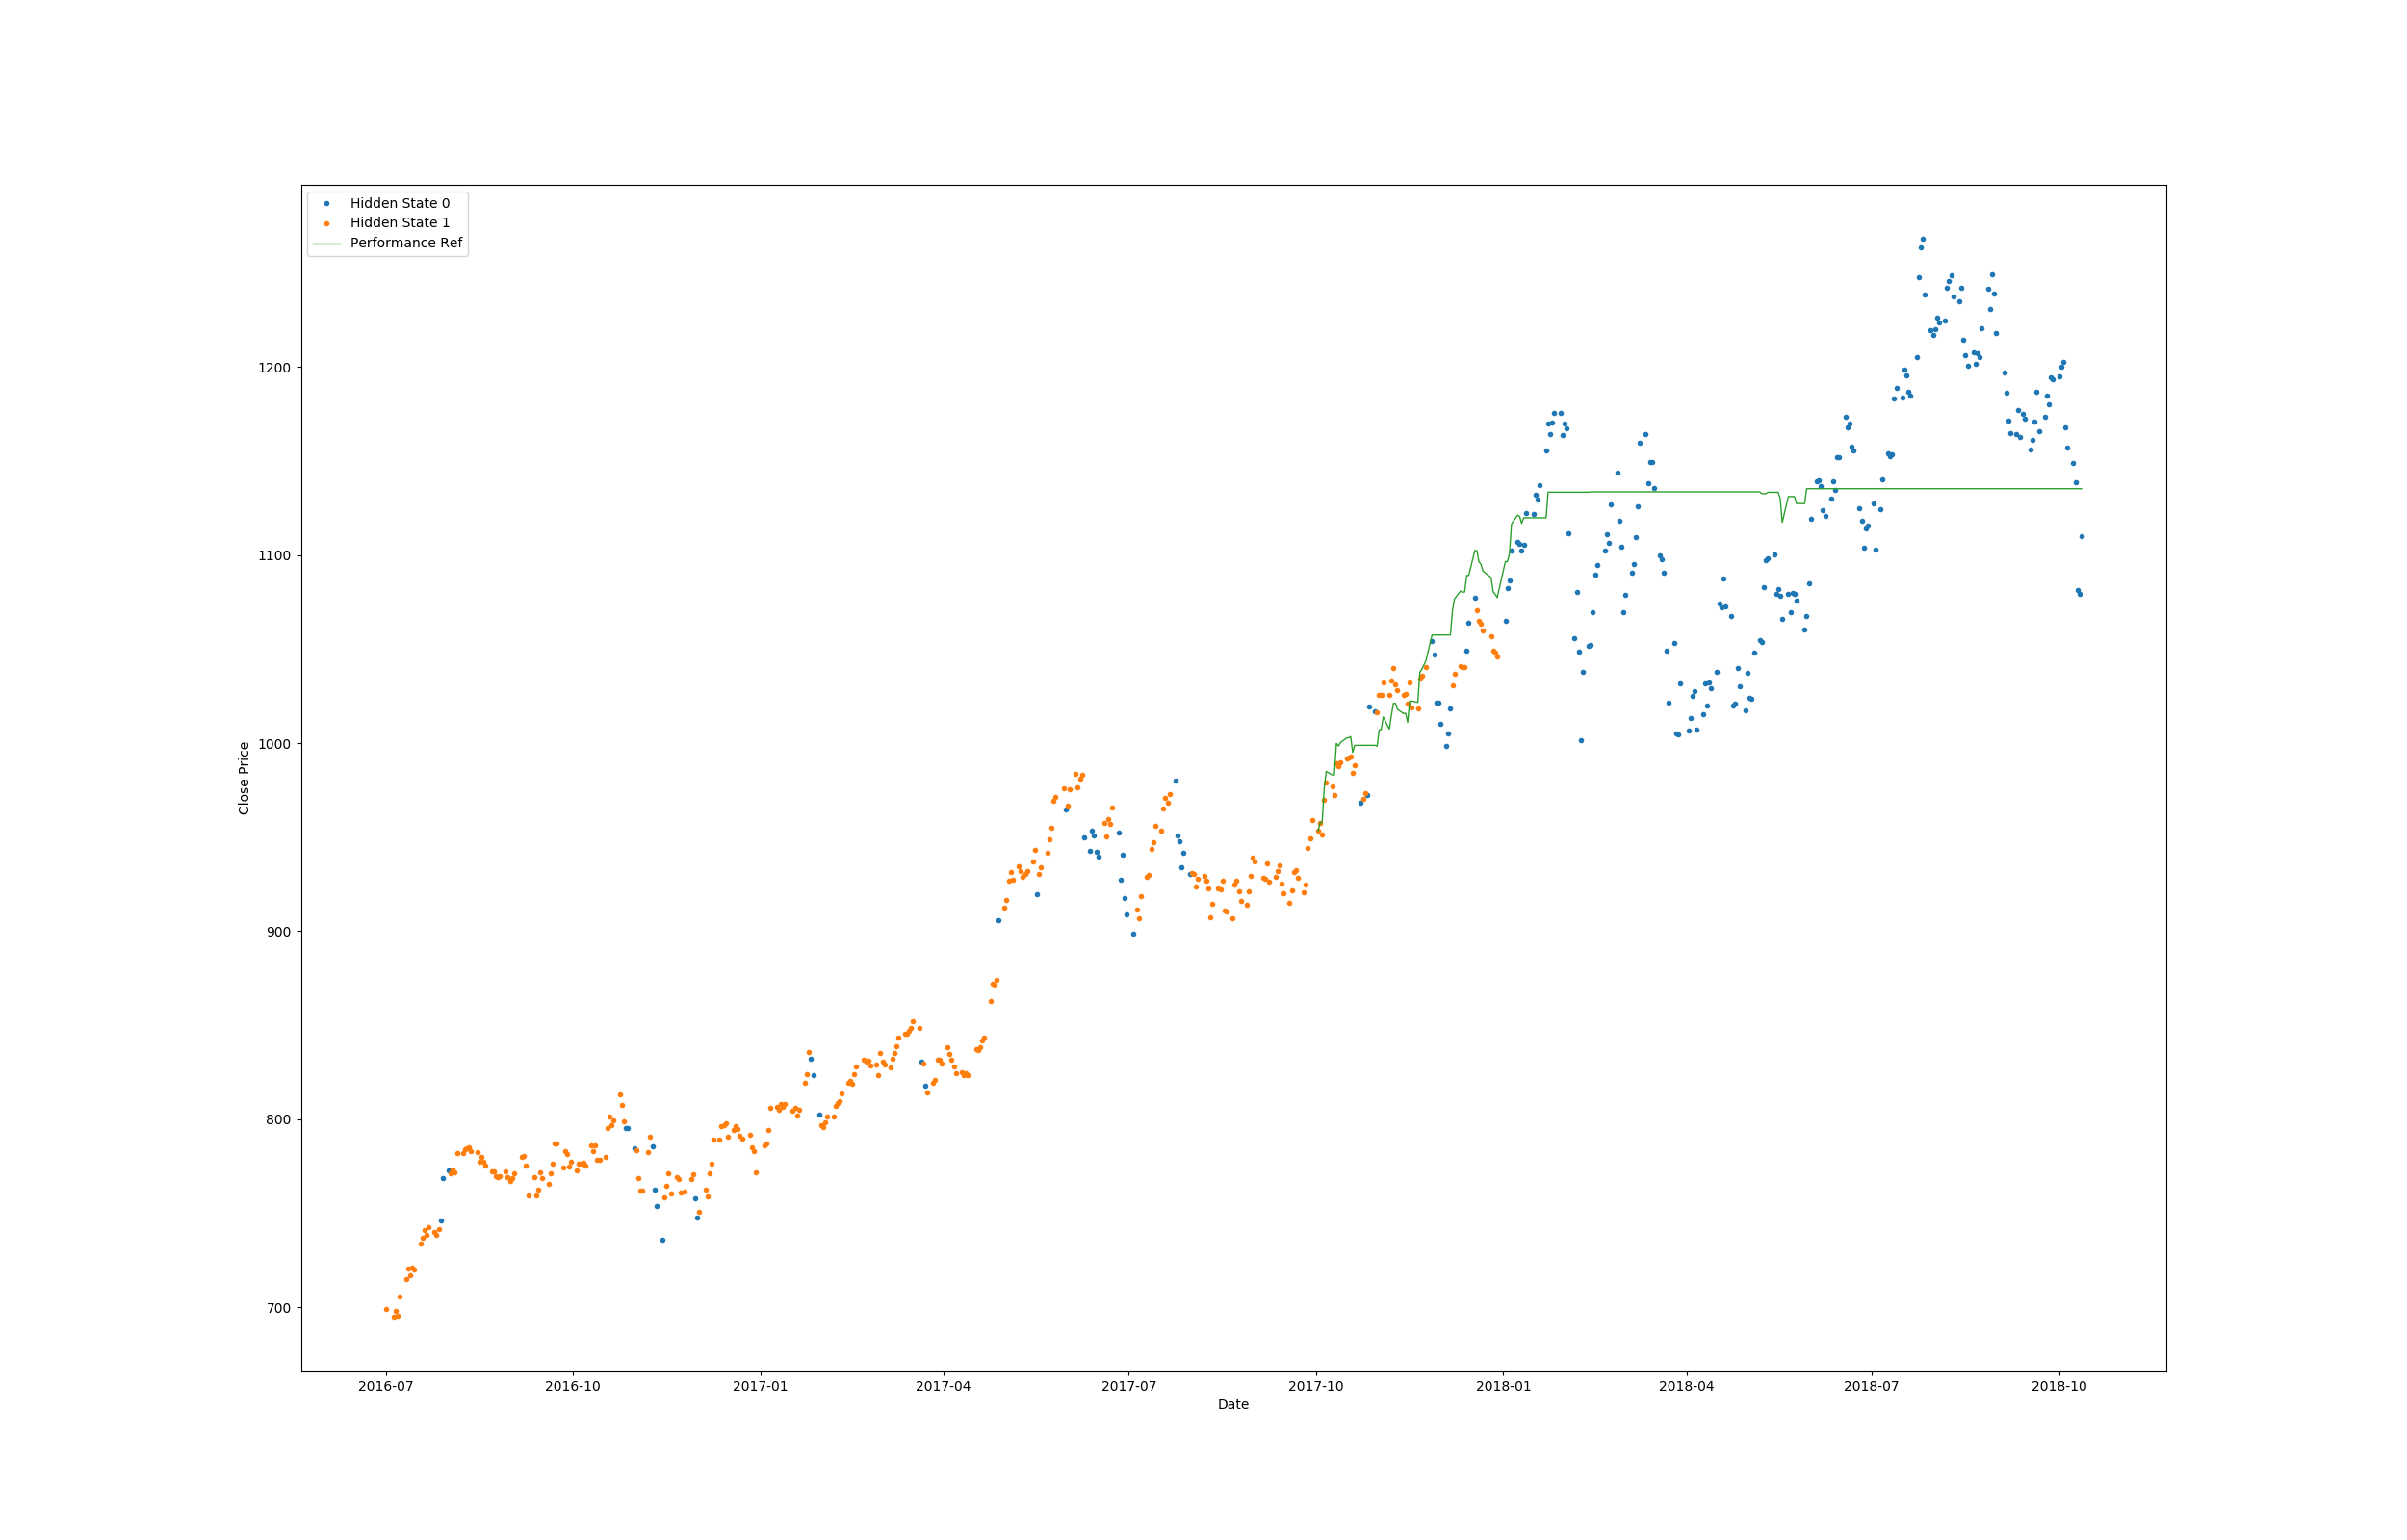 Hidden State 0
Hidden State 1
Performance Ref
Close Price
1200
1100
1000
900
800
700
2016-07 2016-10 2017-01 2017-04 2017-07 2017-10 2018-01 2018-04 2018-07 2018-10
Date